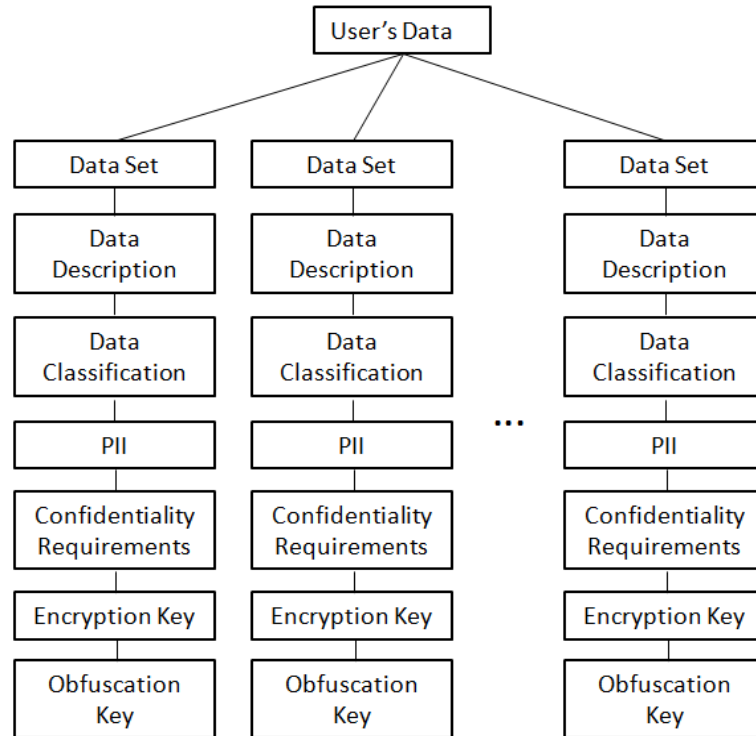 User's Data
Data Set
Data Set
Data Set
Data
Description
Data
Description
Data
Description
Data
Classification
Data
Classification
Data
Classification
...
PII
PII
PII
Confidentiality
Requirements
Confidentiality
Requirements
Confidentiality
Requirements
Encryption Key
Encryption Key
Encryption Key
Obfuscation
Key
Obfuscation
Key
Obfuscation
Key